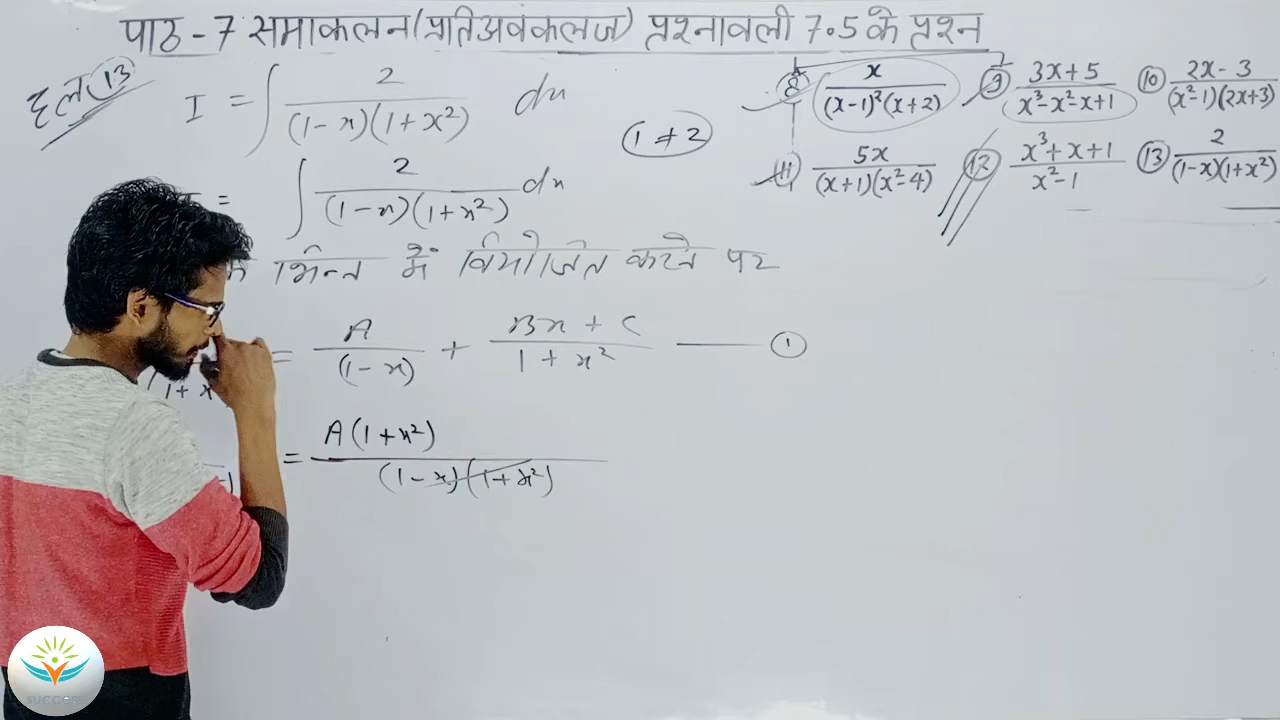 पाठ - 7 समाकलन (प्रतिअवकलज) प्रश्नावली 7.5 के प्रश्न
हल 13
I = ∫ 2/((1-x)(1+x²)) dx
(1 ≠ 2)
= ∫ 2/((1-x)(1+x²)) dx
⑧ x/((x-1)²(x+2)) ⑨ (3x+5)/(x³-x²-x+1) ⑩ (2x-3)/((x²-1)(2x+3))
⑪ 5x/((x+1)(x²-4)) ⑫ (x³+x+1)/(x²-1) ⑬ 2/((1-x)(1+x²))
भिन्न में विभाजित करने पर
= A/(1-x) + (Bx + C)/(1+x²) —— ①
= A(1+x²)/((1-x)(1+x²))
SUCCESS